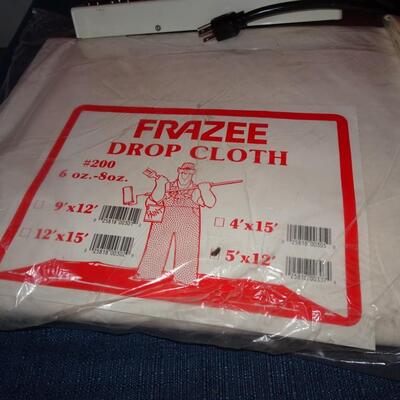 FRAZEE
DROP CLOTH
#200
6 oz.-8oz.
9'x12'
4'x15'
12'x15'
5'x12'